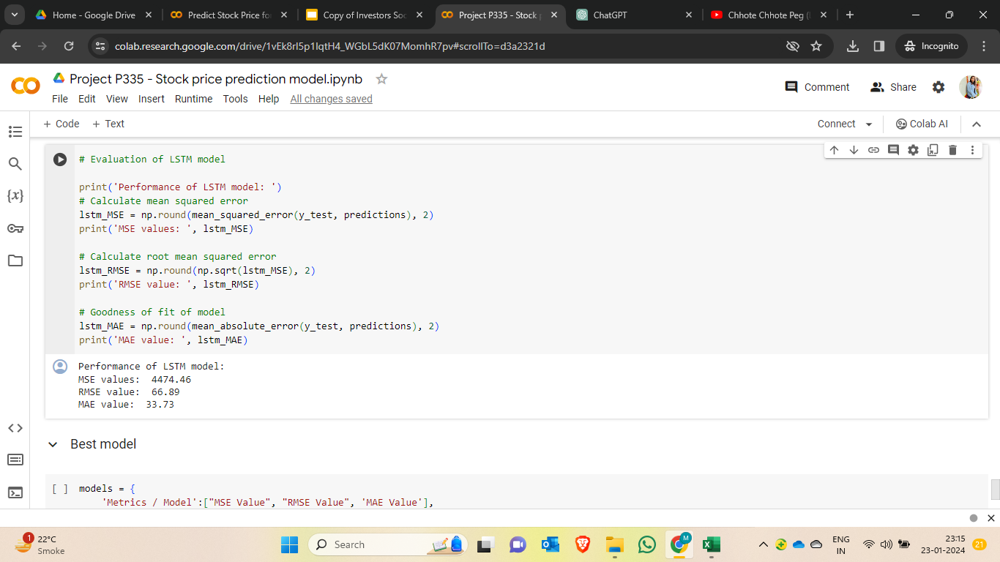 Home - Google Drive
Predict Stock Price fo
Copy of Investors Soc
Project P335 - Stock p
ChatGPT
Chhote Chhote Peg (
colab.research.google.com/drive/1vEk8rI5p1IqtH4_WGbL5dK07MomhR7pv#scrollTo=d3a2321d
Incognito
CO
Project P335 - Stock price prediction model.ipynb
File Edit View Insert Runtime Tools Help All changes saved
Comment
Share
+ Code + Text
Connect
Colab AI
# Evaluation of LSTM model
print('Performance of LSTM model: ')
# Calculate mean squared error
lstm_MSE = np.round(mean_squared_error(y_test, predictions), 2)
print('MSE values: ', lstm_MSE)
# Calculate root mean squared error
lstm_RMSE = np.round(np.sqrt(lstm_MSE), 2)
print('RMSE value: ', lstm_RMSE)
# Goodness of fit of model
lstm_MAE = np.round(mean_absolute_error(y_test, predictions), 2)
print('MAE value: ', lstm_MAE)
Performance of LSTM model:
MSE values:  4474.46
RMSE value:  66.89
MAE value:  33.73
Best model
[ ] models = {
'Metrics / Model':["MSE Value", "RMSE Value", 'MAE Value'],
1
22°C
Smoke
Search
M
ENG
IN
23:15
23-01-2024
21